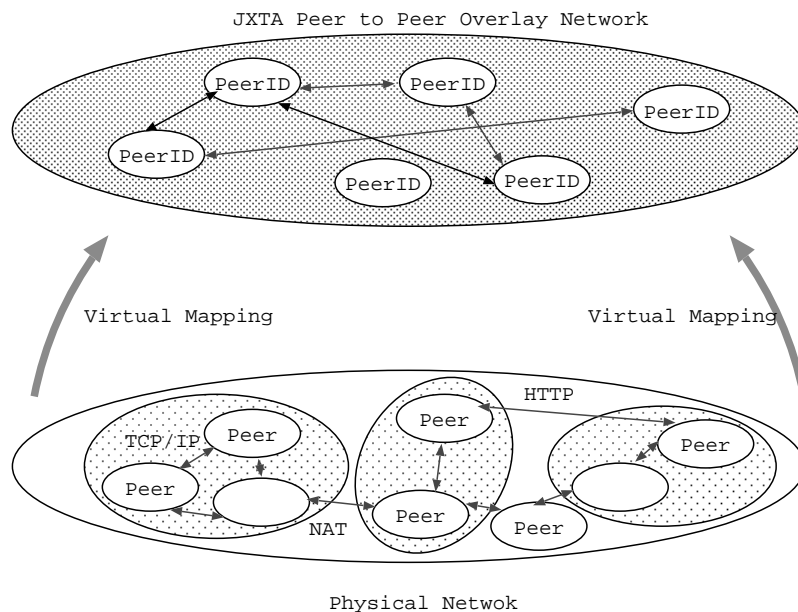 JXTA Peer to Peer Overlay Network
PeerID
PeerID
PeerID
PeerID
PeerID
PeerID
Virtual Mapping
Virtual Mapping
HTTP
Peer
TCP/IP
Peer
Peer
Peer
Peer
NAT
Peer
Physical Netwok